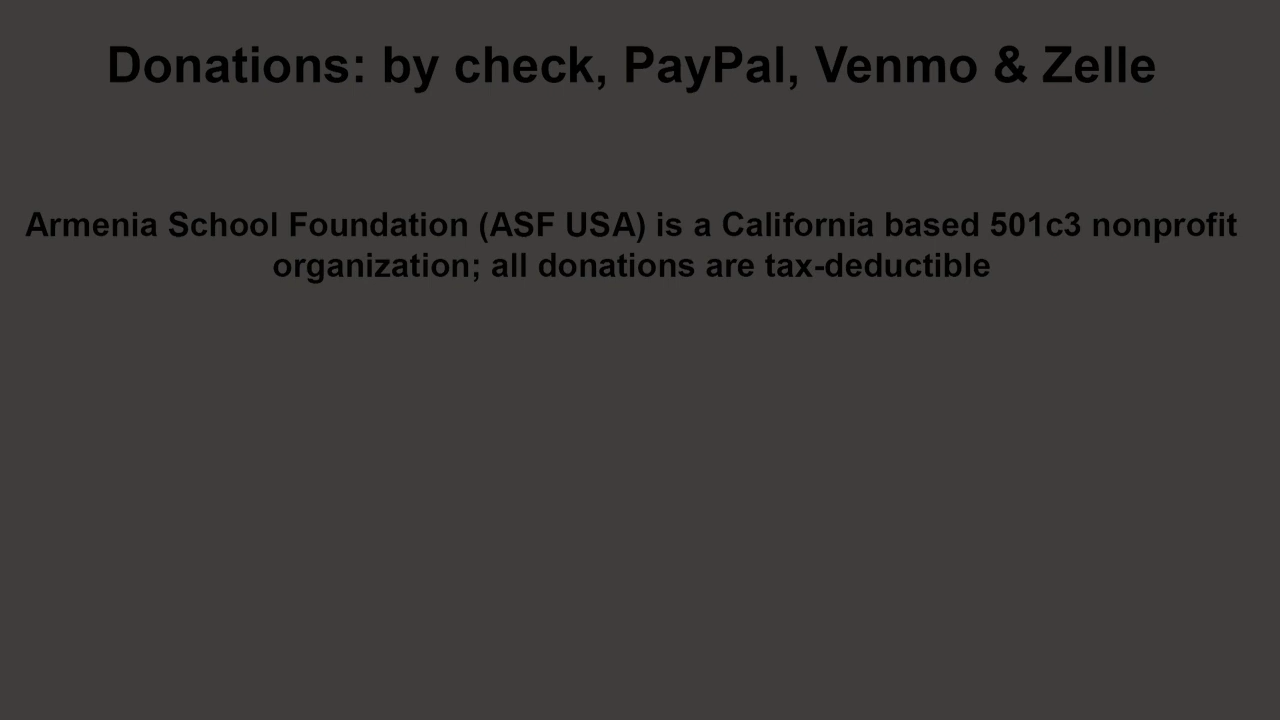 Donations: by check, PayPal, Venmo & Zelle
Armenia School Foundation (ASF USA) is a California based 501c3 nonprofit
organization; all donations are tax-deductible